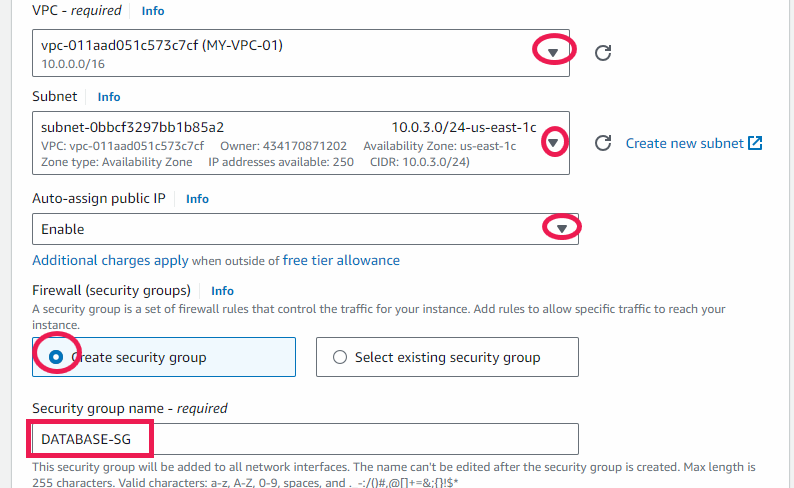 VPC - required Info
vpc-011aad051c573c7cf (MY-VPC-01)
10.0.0.0/16
Subnet Info
subnet-0bbcf3297bb1b85a2 10.0.3.0/24-us-east-1c
VPC: vpc-011aad051c573c7cf Owner: 434170871202 Availability Zone: us-east-1c
Zone type: Availability Zone IP addresses available: 250 CIDR: 10.0.3.0/24)
Create new subnet
Auto-assign public IP Info
Enable
Additional charges apply when outside of free tier allowance
Firewall (security groups) Info
A security group is a set of firewall rules that control the traffic for your instance. Add rules to allow specific traffic to reach your
instance.
Create security group
Select existing security group
Security group name - required
DATABASE-SG
This security group will be added to all network interfaces. The name can't be edited after the security group is created. Max length is
255 characters. Valid characters: a-z, A-Z, 0-9, spaces, and . _-:/()#,@[]+=&;{}!$*